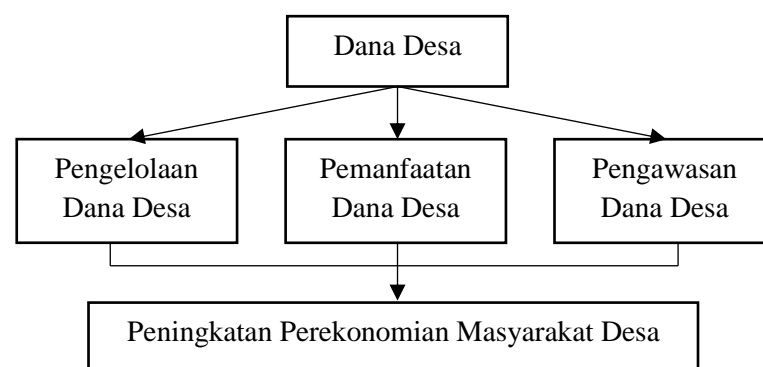 Dana Desa
Pengelolaan
Dana Desa
Pemanfaatan
Dana Desa
Pengawasan
Dana Desa
Peningkatan Perekonomian Masyarakat Desa